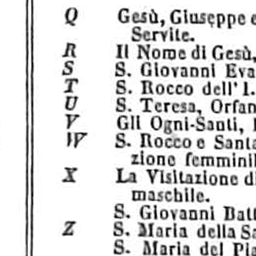 Q Gesù, Giuseppe e
Servite.
R Il Nome di Gesù,
S S. Giovanni Eva
T S. Rocco dell' I.
U S. Teresa, Orfan
V Gli Ogni-Santi,
W S. Rocco e Santa
zione femminil
X La Visitazione d
maschile.
S. Giovanni Batt
Z S. Maria della Sa
S. Maria del Pia